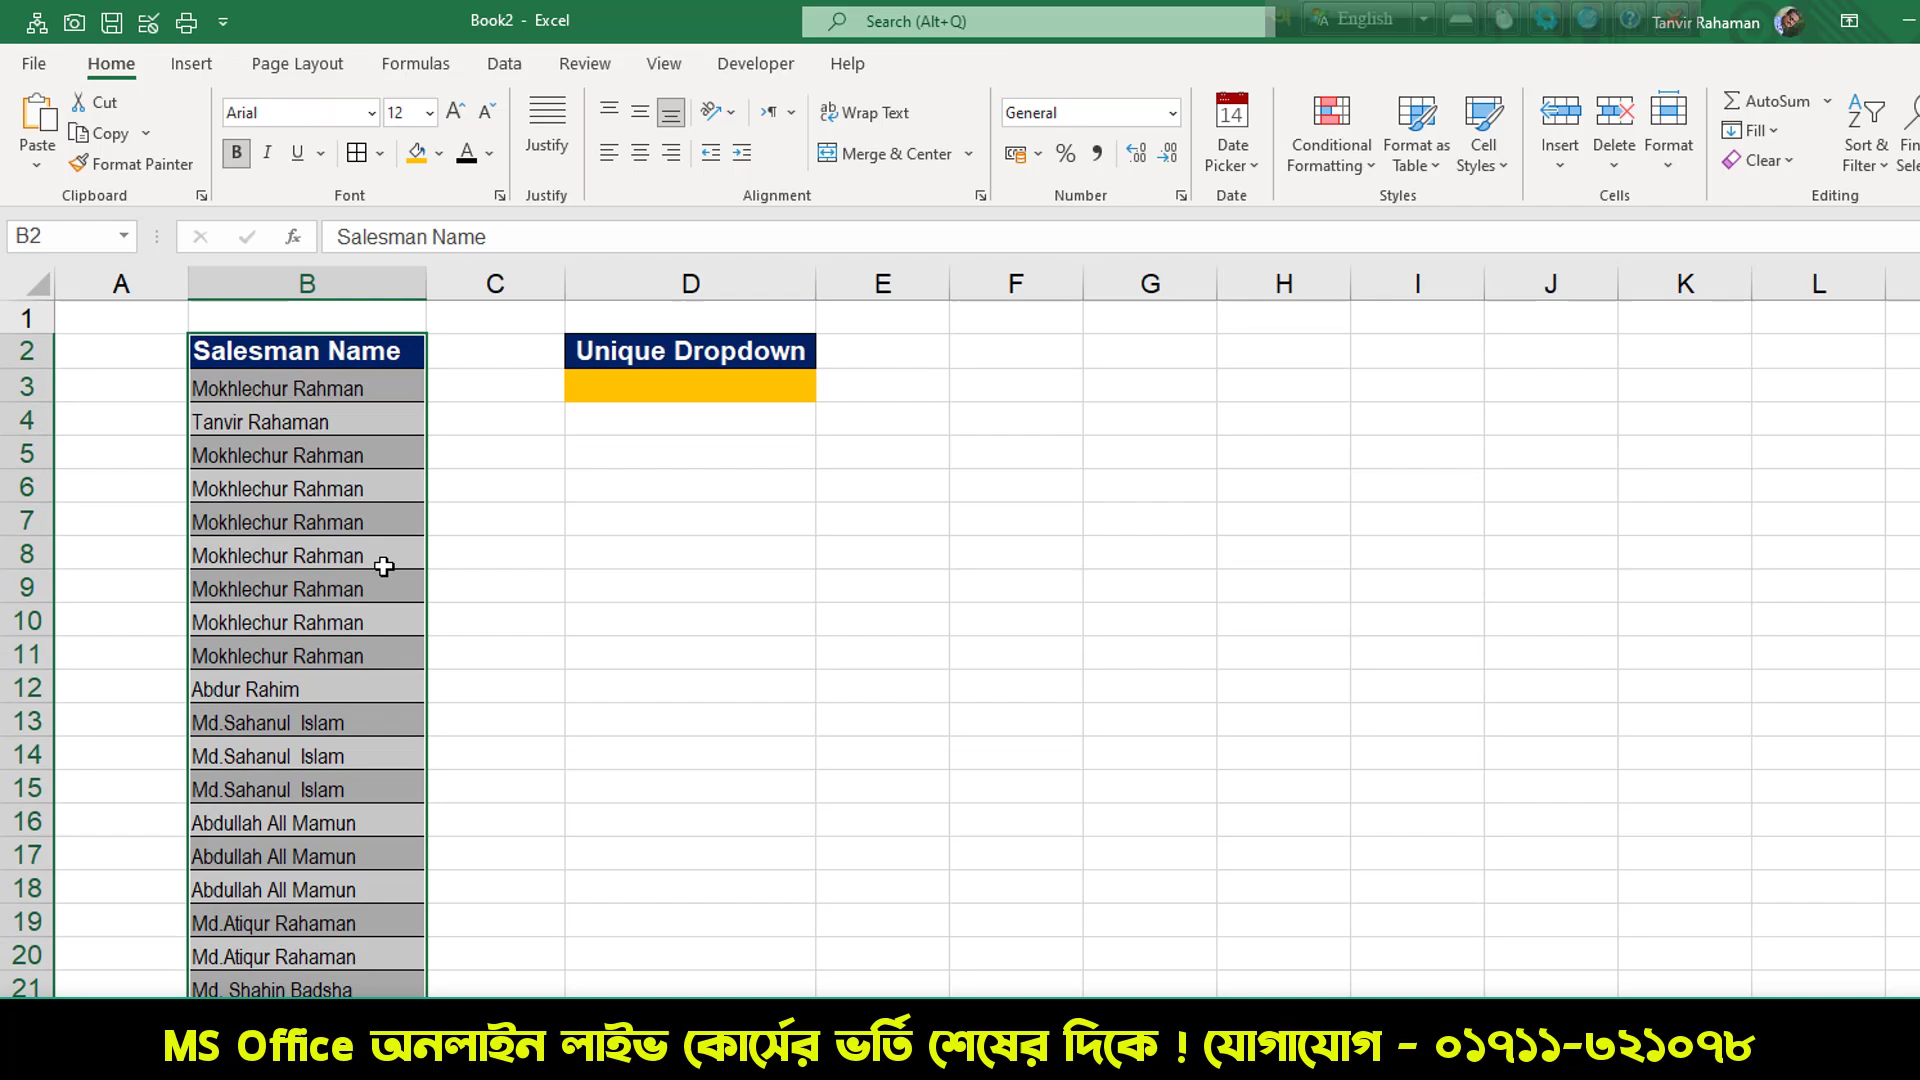 Book2 - Excel
Search (Alt+Q)
English
Tanvir Rahaman
File Home Insert Page Layout Formulas Data Review View Developer Help
Paste
Cut
Copy
Format Painter
Clipboard
Arial 12
B I U A
Font
Justify
Justify
ab Wrap Text
Merge & Center
Alignment
General
% 9
Number
14
Date Picker
Date
Conditional Formatting
Format as Table
Cell Styles
Styles
Insert Delete Format
Cells
AutoSum
Fill
Clear
Sort & Filter
Editing
B2 fx Salesman Name
A B C D E F G H I J K L
1
2 Salesman Name Unique Dropdown
3 Mokhlechur Rahman
4 Tanvir Rahaman
5 Mokhlechur Rahman
6 Mokhlechur Rahman
7 Mokhlechur Rahman
8 Mokhlechur Rahman
9 Mokhlechur Rahman
10 Mokhlechur Rahman
11 Mokhlechur Rahman
12 Abdur Rahim
13 Md.Sahanul  Islam
14 Md.Sahanul  Islam
15 Md.Sahanul  Islam
16 Abdullah All Mamun
17 Abdullah All Mamun
18 Abdullah All Mamun
19 Md.Atiqur Rahaman
20 Md.Atiqur Rahaman
21 Md. Shahin Badsha
MS Office অনলাইন লাইভ কোর্সের ভর্তি শেষের দিকে ! যোগাযোগ - ০১৭১১-৩২১০৭৮